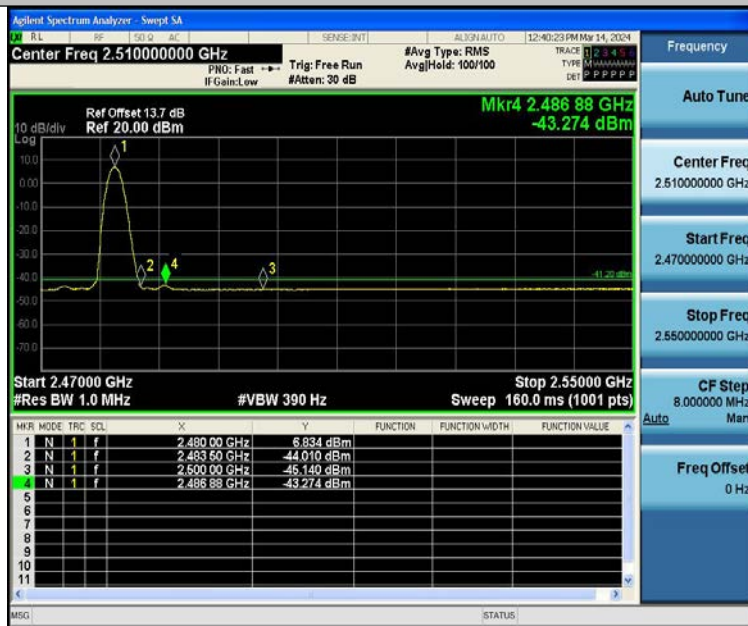 Agilent Spectrum Analyzer - Swept SA
RL RF 50 Ω AC SENSE:INT ALIGN AUTO 12:40:23 PM Mar 14, 2024
Center Freq 2.510000000 GHz
PNO: Fast
IFGain:Low
Trig: Free Run
#Atten: 30 dB
#Avg Type: RMS
Avg|Hold: 100/100
TRACE 1 2 3 4 5 6
TYPE M
DET P P P P P P
Mkr4 2.486 88 GHz
-43.274 dBm
Ref Offset 13.7 dB
10 dB/div Ref 20.00 dBm
Log
10.0
0.00
-10.0
-20.0
-30.0
-40.0
-50.0
-60.0
-70.0
1
2
4
3
-41.20 dBm
Start 2.47000 GHz Stop 2.55000 GHz
#Res BW 1.0 MHz #VBW 390 Hz Sweep 160.0 ms (1001 pts)
MKR MODE TRC SCL X Y FUNCTION FUNCTION WIDTH FUNCTION VALUE
1 N 1 f 2.480 00 GHz 6.834 dBm
2 N 1 f 2.483 50 GHz -44.010 dBm
3 N 1 f 2.500 00 GHz -45.140 dBm
4 N 1 f 2.486 88 GHz -43.274 dBm
5
6
7
8
9
10
11
MSG STATUS
Frequency
Auto Tune
Center Freq
2.510000000 GHz
Start Freq
2.470000000 GHz
Stop Freq
2.550000000 GHz
CF Step
8.000000 MHz
Auto Man
Freq Offset
0 Hz